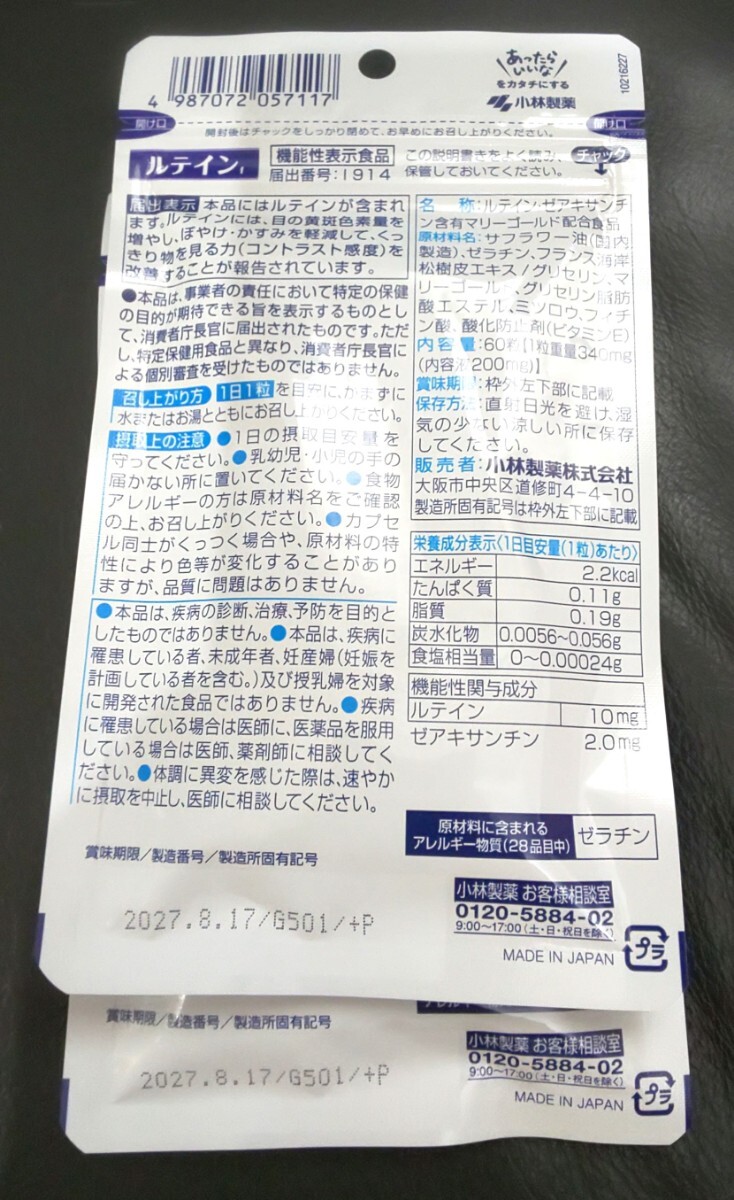 4 987072 057117
あったら
いいな
をカタチにする
小林製薬
10216227
開け口
開け口
開封後はチャックをしっかり閉めて、お早めにお召し上がりください。
ルテイン
機能性表示食品
届出番号:I914
この説明書きをよく読み、
保管しておいてください。
チャック
届出表示 本品にはルテインが含まれ
ます。ルテインには、目の黄斑色素量を
増やし、ぼやけ・かすみを軽減して、くっ
きり物を見る力(コントラスト感度)を
改善することが報告されています。
●本品は、事業者の責任において特定の保健
の目的が期待できる旨を表示するものとし
て、消費者庁長官に届出されたものです。ただ
し、特定保健用食品と異なり、消費者庁長官に
よる個別審査を受けたものではありません。
召し上がり方 1日1粒を目安に、かまずに
水またはお湯とともにお召し上がりください。
摂取上の注意 ●1日の摂取目安量を
守ってください。●乳幼児・小児の手の
届かない所に置いてください。●食物
アレルギーの方は原材料名をご確認
の上、お召し上がりください。●カプセ
ル同士がくっつく場合や、原材料の特
性により色等が変化することがあり
ますが、品質に問題はありません。
●本品は、疾病の診断、治療、予防を目的と
したものではありません。●本品は、疾病に
罹患している者、未成年者、妊産婦(妊娠を
計画している者を含む。)及び授乳婦を対象
に開発された食品ではありません。●疾病
に罹患している場合は医師に、医薬品を服用
している場合は医師、薬剤師に相談してく
ださい。●体調に異変を感じた際は、速やか
に摂取を中止し、医師に相談してください。
名 称:ルテイン・ゼアキサンチ
ン含有マリーゴールド配合食品
原材料名:サフラワー油(国内
製造)、ゼラチン、フランス海岸
松樹皮エキス/グリセリン、マ
リーゴールド、グリセリン脂肪
酸エステル、ミツロウ、フィチ
ン酸、酸化防止剤(ビタミンE)
内容量:60粒【1粒重量340mg
(内容液200mg)】
賞味期限:枠外左下部に記載
保存方法:直射日光を避け、湿
気の少ない涼しい所に保存
してください。
販売者:小林製薬株式会社
大阪市中央区道修町4-4-10
製造所固有記号は枠外左下部に記載
栄養成分表示〈1日目安量(1粒)あたり〉
エネルギー 2.2kcal
たんぱく質 0.11g
脂質 0.19g
炭水化物 0.0056~0.056g
食塩相当量 0~0.00024g
機能性関与成分
ルテイン 10mg
ゼアキサンチン 2.0mg
原材料に含まれる
アレルギー物質(28品目中)
ゼラチン
賞味期限/製造番号/製造所固有記号
2027.8.17/G501/+P
小林製薬 お客様相談室
0120-5884-02
9:00~17:00(土・日・祝日を除く)
MADE IN JAPAN
プラ
賞味期限/製造番号/製造所固有記号
2027.8.17/G501/+P
小林製薬 お客様相談室
0120-5884-02
9:00~17:00(土・日・祝日を除く)
MADE IN JAPAN
プラ